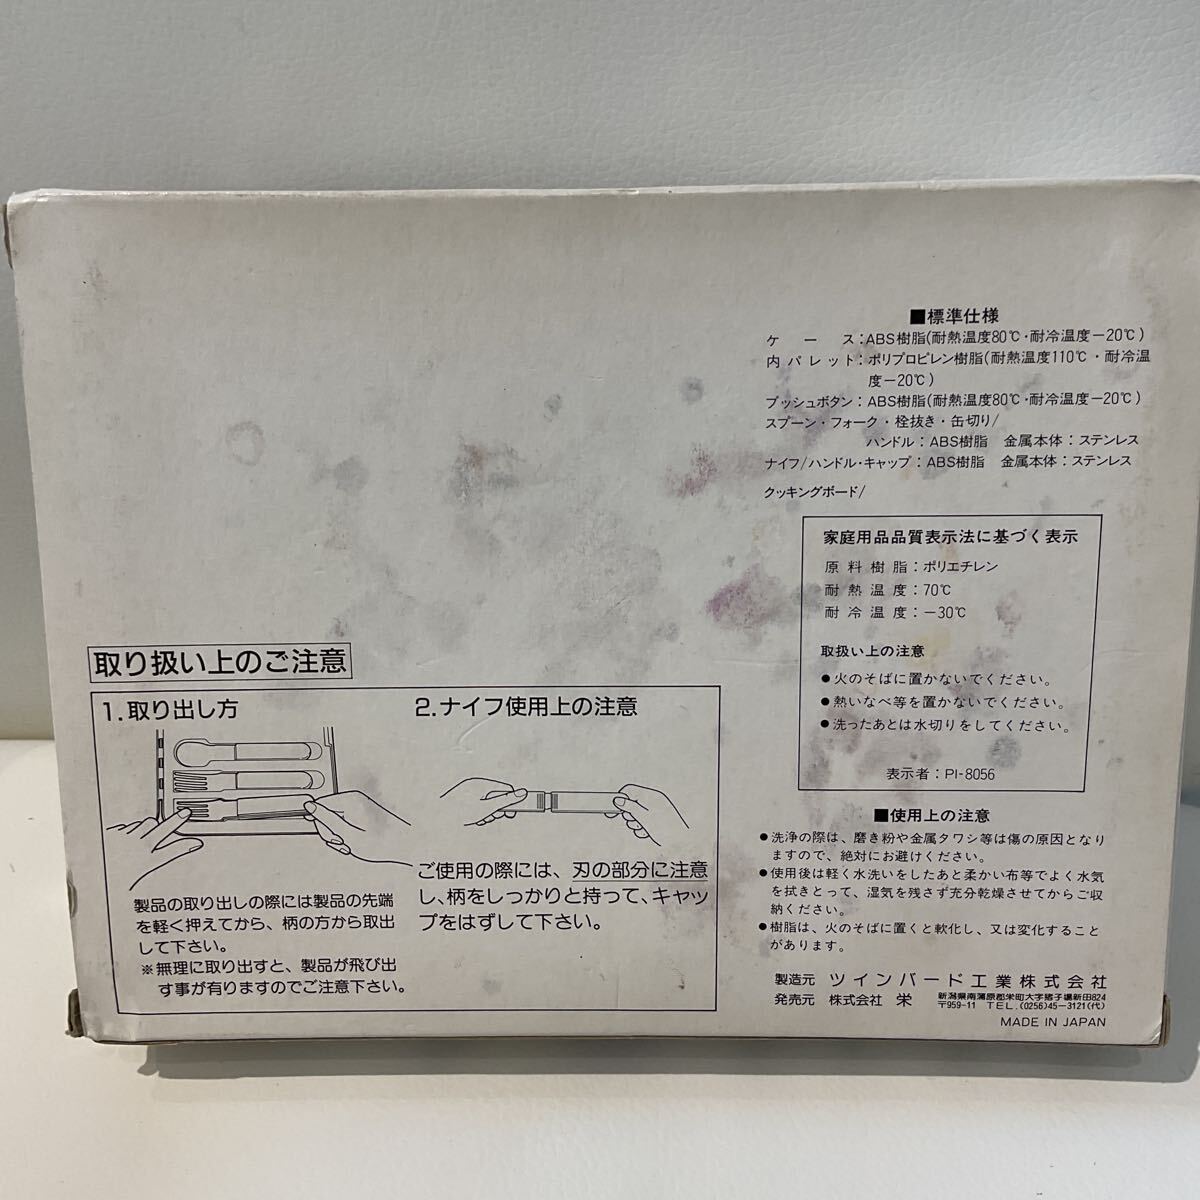 ■標準仕様
ケース：ABS樹脂(耐熱温度80℃・耐冷温度－20℃)
内パレット：ポリプロピレン樹脂(耐熱温度110℃・耐冷温
度－20℃)
プッシュボタン：ABS樹脂(耐熱温度80℃・耐冷温度－20℃)
スプーン・フォーク・栓抜き・缶切り/
ハンドル：ABS樹脂　金属本体：ステンレス
ナイフ/ハンドル・キャップ：ABS樹脂　金属本体：ステンレス
クッキングボード/
家庭用品品質表示法に基づく表示
原料樹脂：ポリエチレン
耐熱温度：70℃
耐冷温度：－30℃
取扱い上の注意
●火のそばに置かないでください。
●熱いなべ等を置かないでください。
●洗ったあとは水切りをしてください。
表示者：PI-8056
■使用上の注意
●洗浄の際は、磨き粉や金属タワシ等は傷の原因となり
ますので、絶対にお避けください。
●使用後は軽く水洗いをしたあと柔かい布等でよく水気
を拭きとって、湿気を残さず充分乾燥させてからご収
納ください。
●樹脂は、火のそばに置くと軟化し、又は変化すること
があります。
製造元　ツインバード工業株式会社
発売元　株式会社　栄　新潟県南蒲原郡栄町大字猪子場新田824
〒959-11　TEL.(0256)45-3121(代)
MADE IN JAPAN
取り扱い上のご注意
1.取り出し方
製品の取り出しの際には製品の先端
を軽く押えてから、柄の方から取出
して下さい。
※無理に取り出すと、製品が飛び出
す事が有りますのでご注意下さい。
2.ナイフ使用上の注意
ご使用の際には、刃の部分に注意
し、柄をしっかりと持って、キャッ
プをはずして下さい。